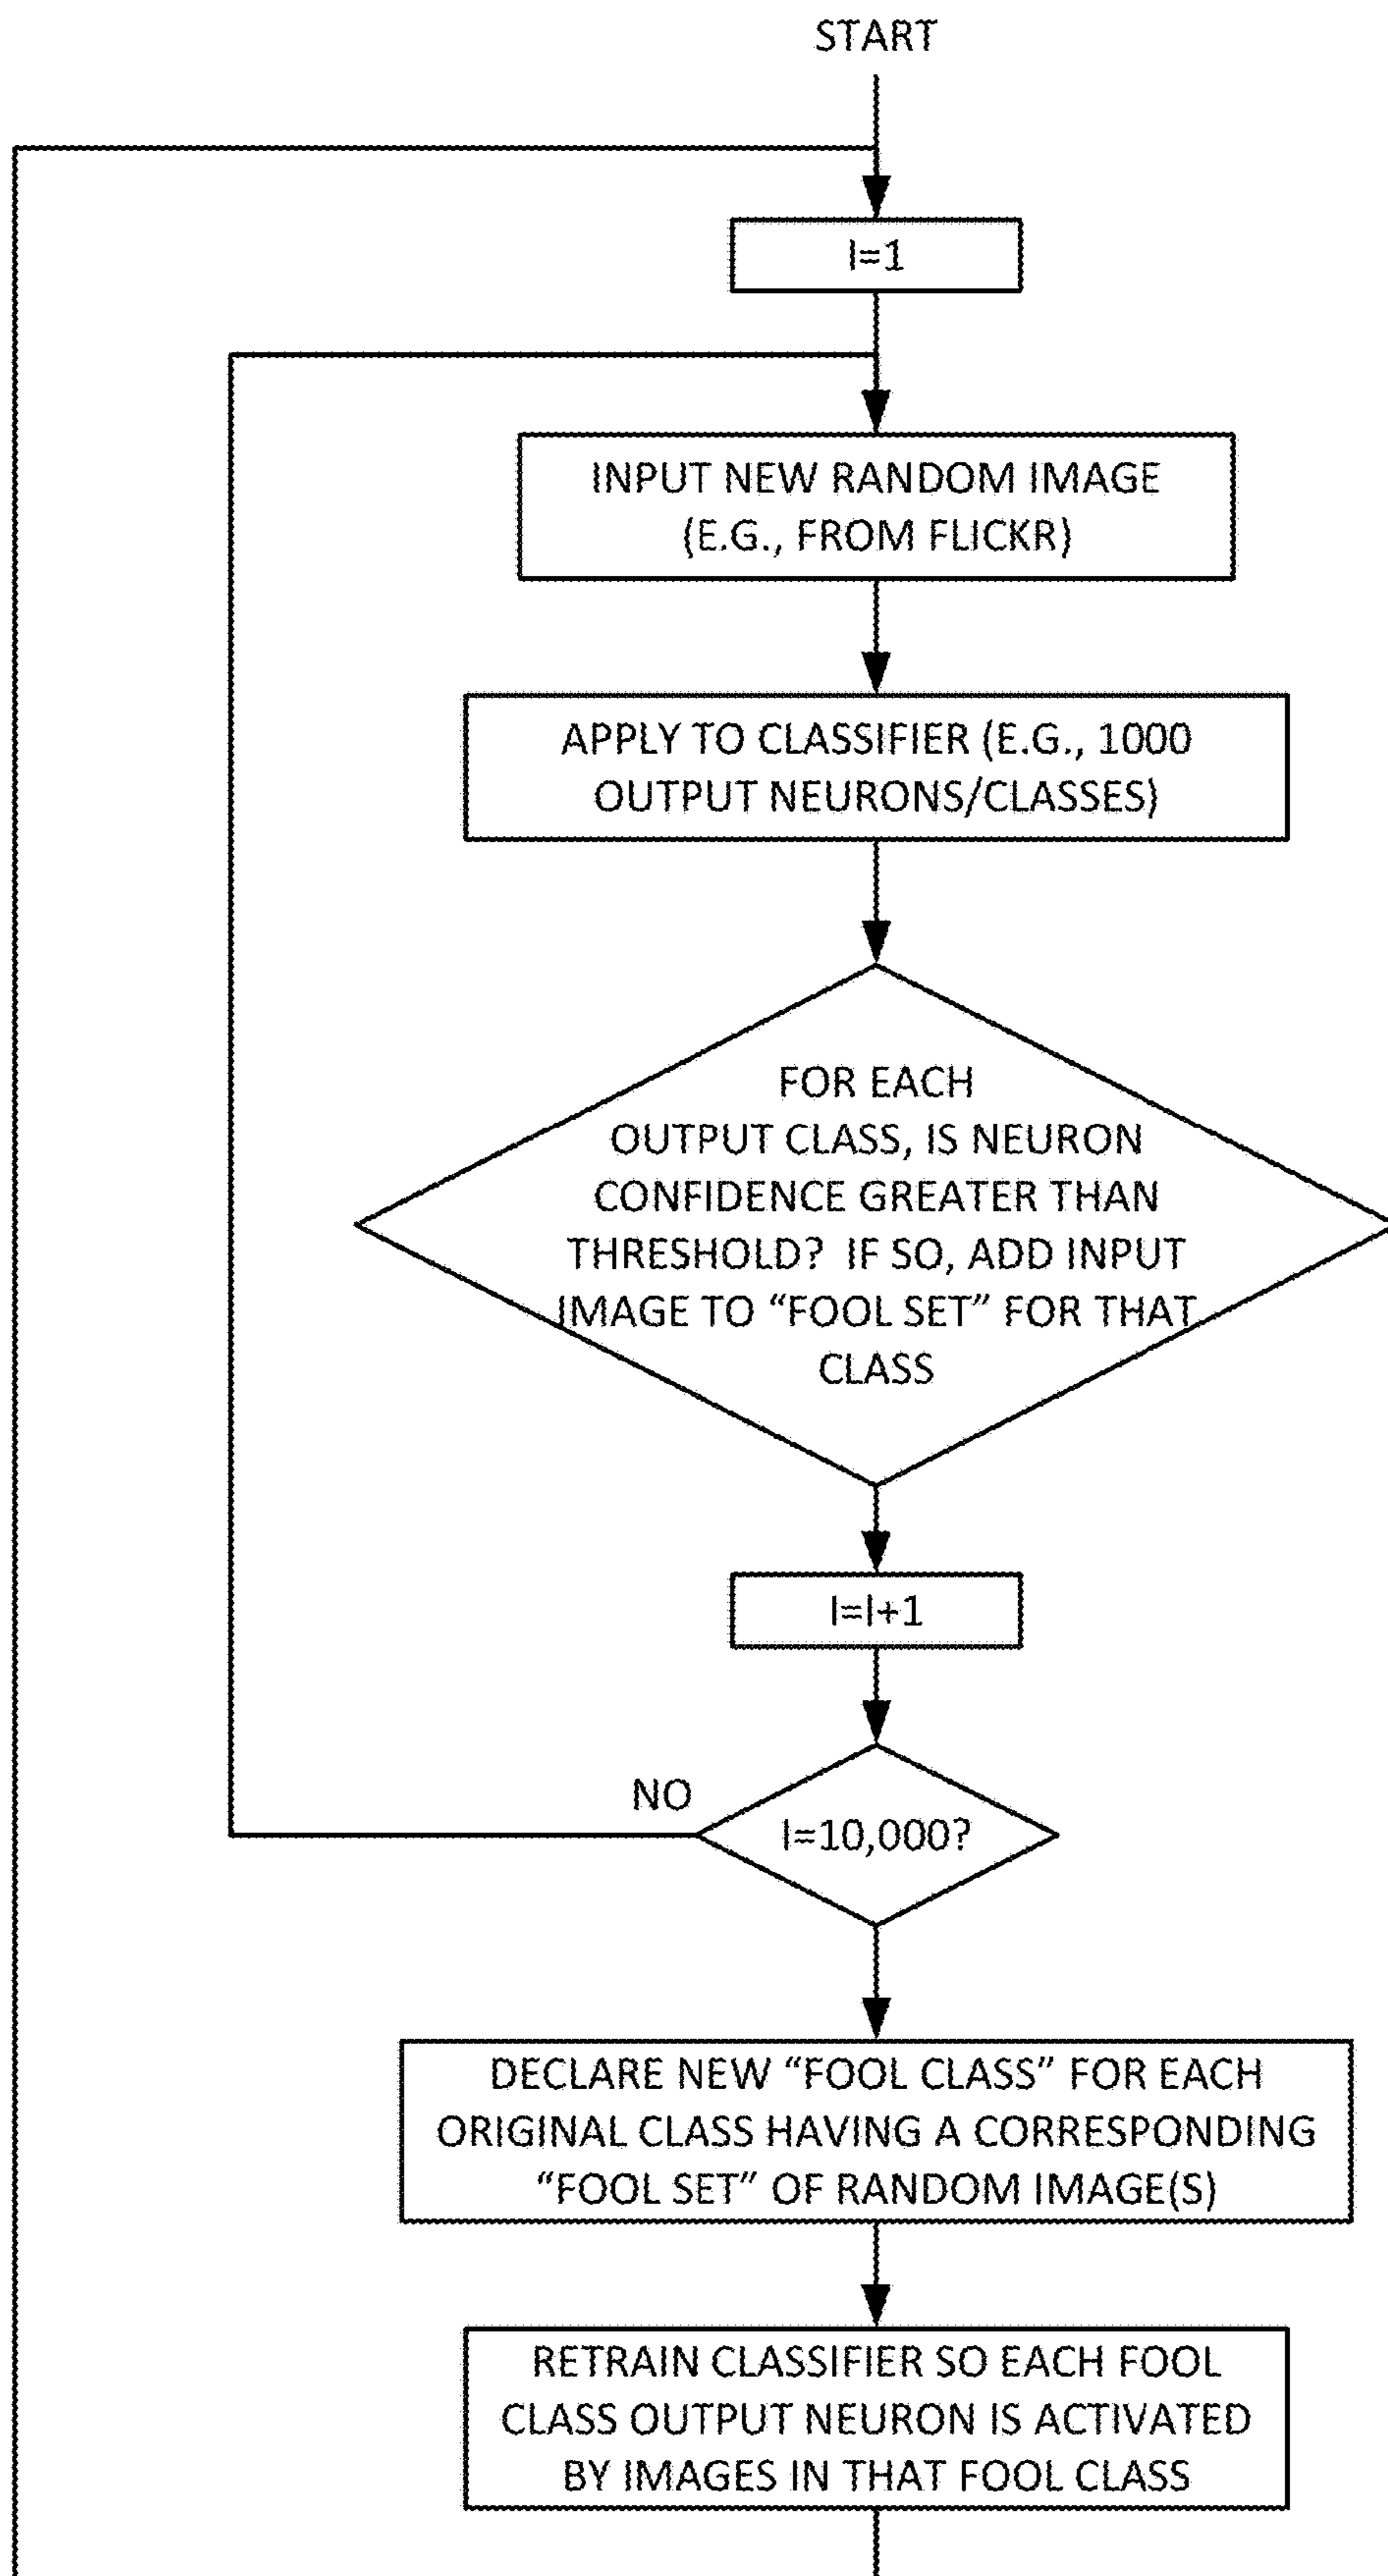 START
I=1
INPUT NEW RANDOM IMAGE
(E.G., FROM FLICKR)
APPLY TO CLASSIFIER (E.G., 1000
OUTPUT NEURONS/CLASSES)
FOR EACH
OUTPUT CLASS, IS NEURON
CONFIDENCE GREATER THAN
THRESHOLD?  IF SO, ADD INPUT
IMAGE TO “FOOL SET” FOR THAT
CLASS
I=I+1
NO
I=10,000?
DECLARE NEW “FOOL CLASS” FOR EACH
ORIGINAL CLASS HAVING A CORRESPONDING
“FOOL SET” OF RANDOM IMAGE(S)
RETRAIN CLASSIFIER SO EACH FOOL
CLASS OUTPUT NEURON IS ACTIVATED
BY IMAGES IN THAT FOOL CLASS